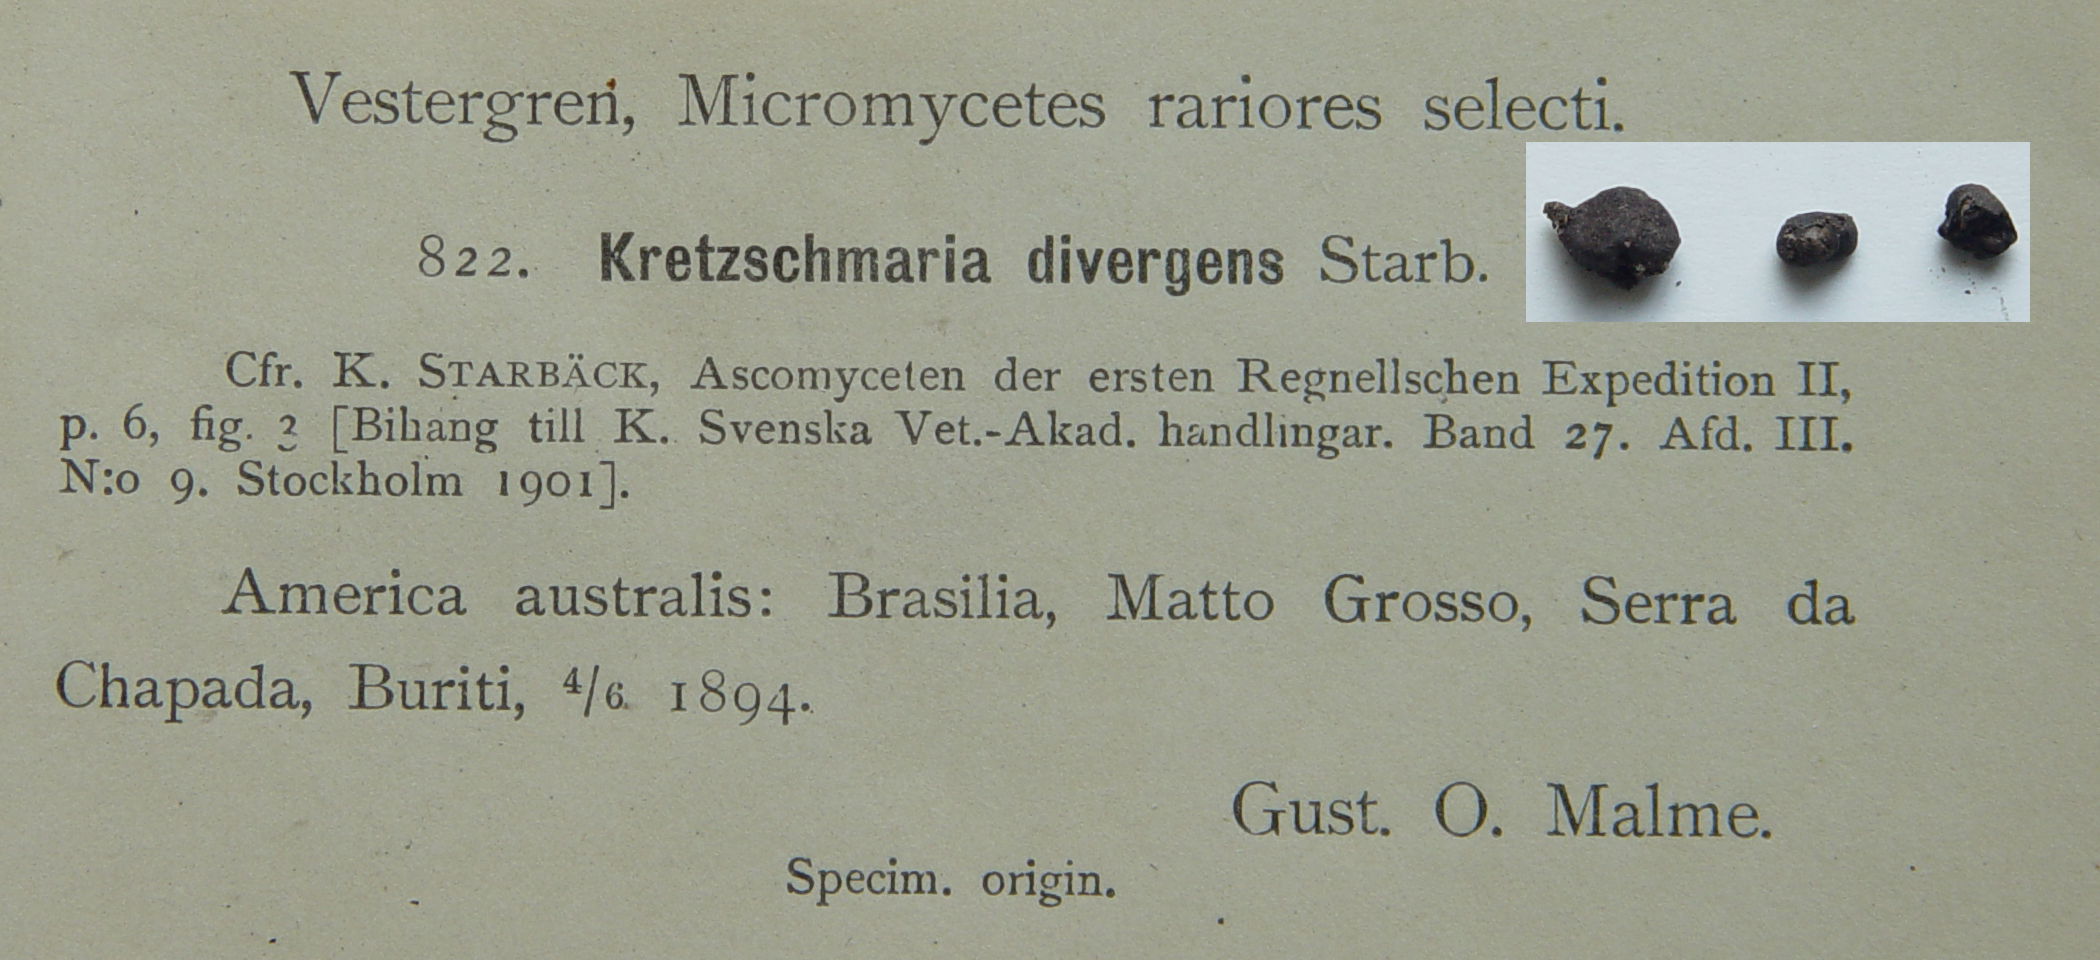 Vestergren, Micromycetes rariores selecti.
822. Kretzschmaria divergens Starb.
Cfr. K. STARBÄCK, Ascomyceten der ersten Regnellschen Expedition II,
p. 6, fig. [Bihang till K. Svenska Vet.-Akad. handlingar. Band 27. Afd. III.
N:o 9. Stockholm 1901].
America australis: Brasilia, Matto Grosso, Serra da
Chapada, Buriti, 4/6 1894.
Gust. O. Malme.
Specim. origin.